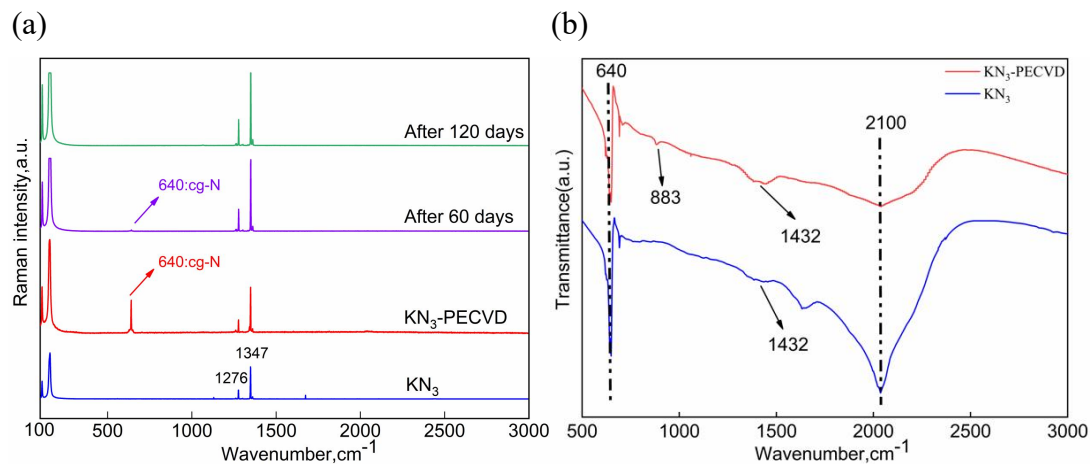 (a)
Raman intensity,a.u.
After 120 days
640:cg-N
After 60 days
640:cg-N
KN₃-PECVD
1347
1276
KN₃
100 500 1000 1500 2000 2500 3000
Wavenumber,cm⁻¹
(b)
640
KN₃-PECVD
KN₃
2100
883
1432
1432
Transmittance(a.u.)
500 1000 1500 2000 2500 3000
Wavenumber,cm⁻¹